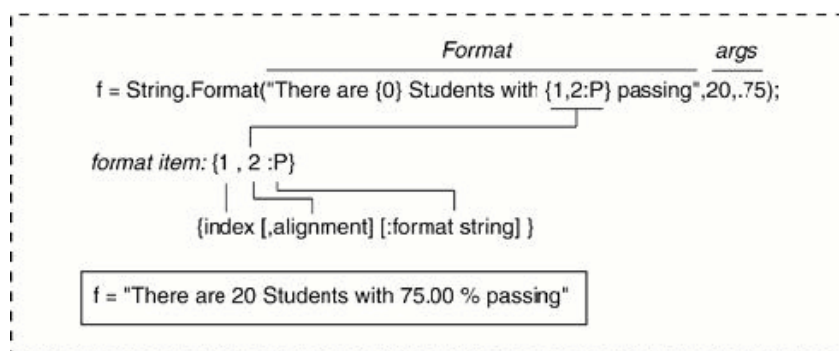 Format args
f = String.Format("There are {0} Students with {1,2:P} passing",20,.75);
format item: {1 , 2 :P}
{index [,alignment] [:format string] }
f = "There are 20 Students with 75.00 % passing"